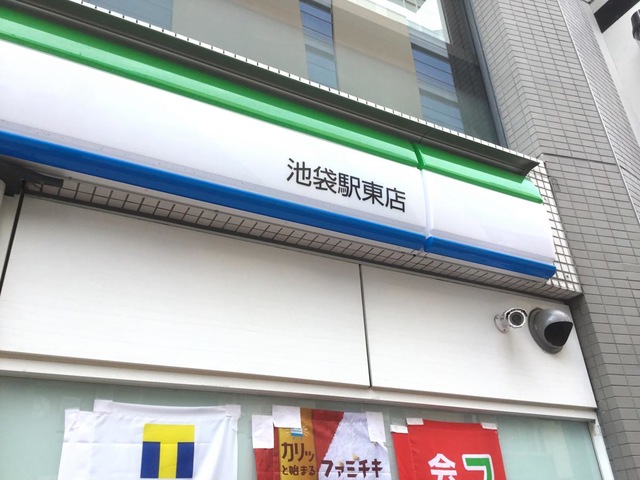 池袋駅東店
T
カリッ
と始まる
ファミチキ
会